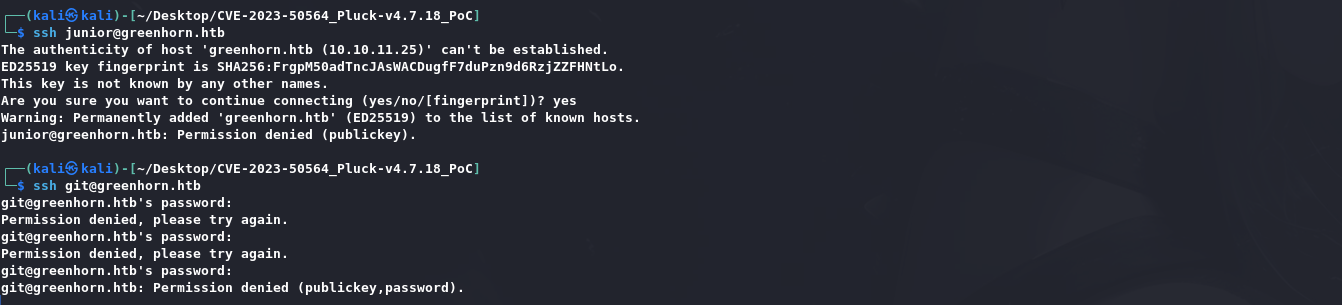 ┌──(kali㉿kali)-[~/Desktop/CVE-2023-50564_Pluck-v4.7.18_PoC]
└─$ ssh junior@greenhorn.htb
The authenticity of host 'greenhorn.htb (10.10.11.25)' can't be established.
ED25519 key fingerprint is SHA256:FrgpM50adTncJAsWACDugfF7duPzn9d6RzjZZFHNtLo.
This key is not known by any other names.
Are you sure you want to continue connecting (yes/no/[fingerprint])? yes
Warning: Permanently added 'greenhorn.htb' (ED25519) to the list of known hosts.
junior@greenhorn.htb: Permission denied (publickey).
┌──(kali㉿kali)-[~/Desktop/CVE-2023-50564_Pluck-v4.7.18_PoC]
└─$ ssh git@greenhorn.htb
git@greenhorn.htb's password:
Permission denied, please try again.
git@greenhorn.htb's password:
Permission denied, please try again.
git@greenhorn.htb's password:
git@greenhorn.htb: Permission denied (publickey,password).